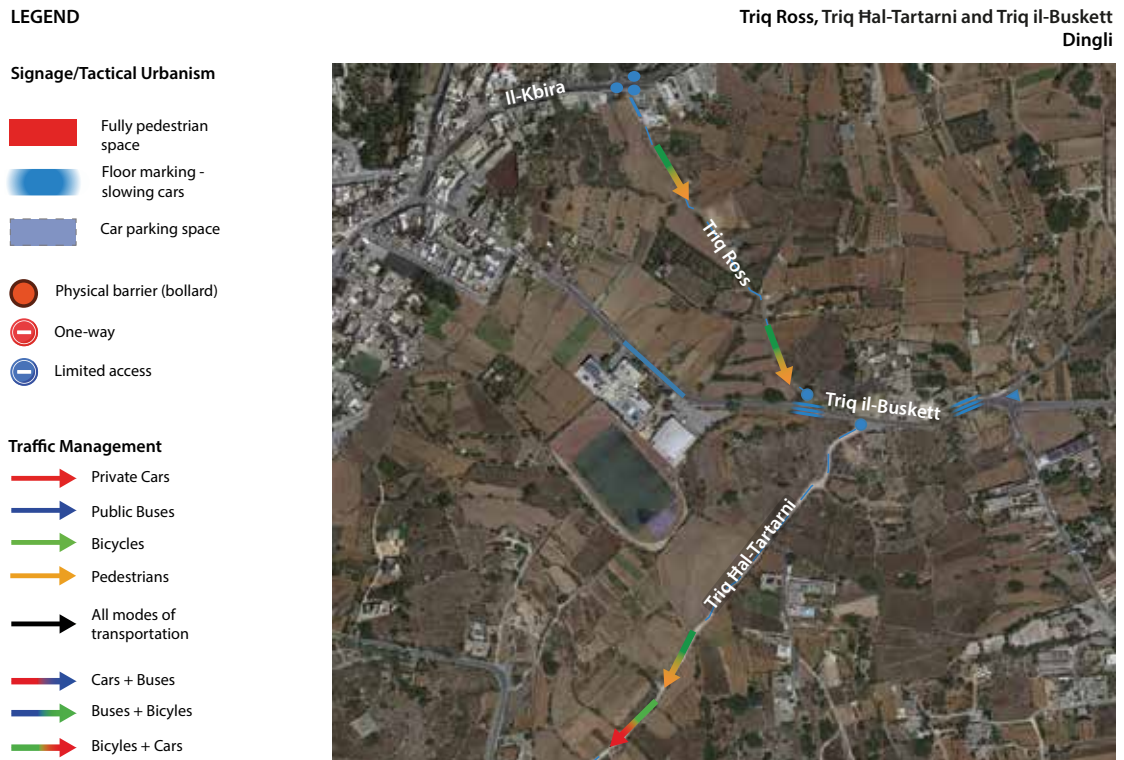 LEGEND
Triq Ross, Triq Ħal-Tartarni and Triq il-Buskett
Dingli
Signage/Tactical Urbanism
Fully pedestrian
space
Floor marking -
slowing cars
Car parking space
Physical barrier (bollard)
One-way
Limited access
Traffic Management
Private Cars
Public Buses
Bicycles
Pedestrians
All modes of
transportation
Cars + Buses
Buses + Bicyles
Bicyles + Cars
Il-Kbira
Triq Ross
Triq il-Buskett
Triq Ħal-Tartarni